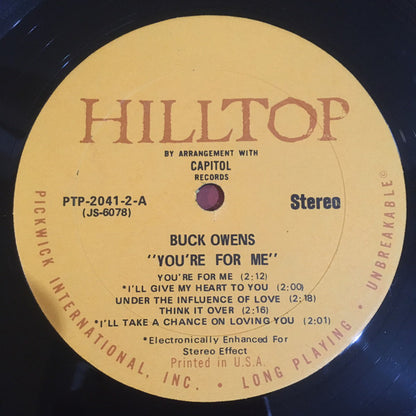 HILLTOP
BY ARRANGEMENT WITH
CAPITOL
RECORDS
PTP-2041-2-A
(JS-6078)
Stereo
BUCK OWENS
"YOU'RE FOR ME"
YOU'RE FOR ME (2:12)
*I'LL GIVE MY HEART TO YOU (2:00)
UNDER THE INFLUENCE OF LOVE (2:18)
THINK IT OVER (2:16)
*I'LL TAKE A CHANCE ON LOVING YOU (2:01)
*Electronically Enhanced For
Stereo Effect
Printed in U.S.A.
PICKWICK INTERNATIONAL, INC. • LONG PLAYING • UNBREAKABLE©